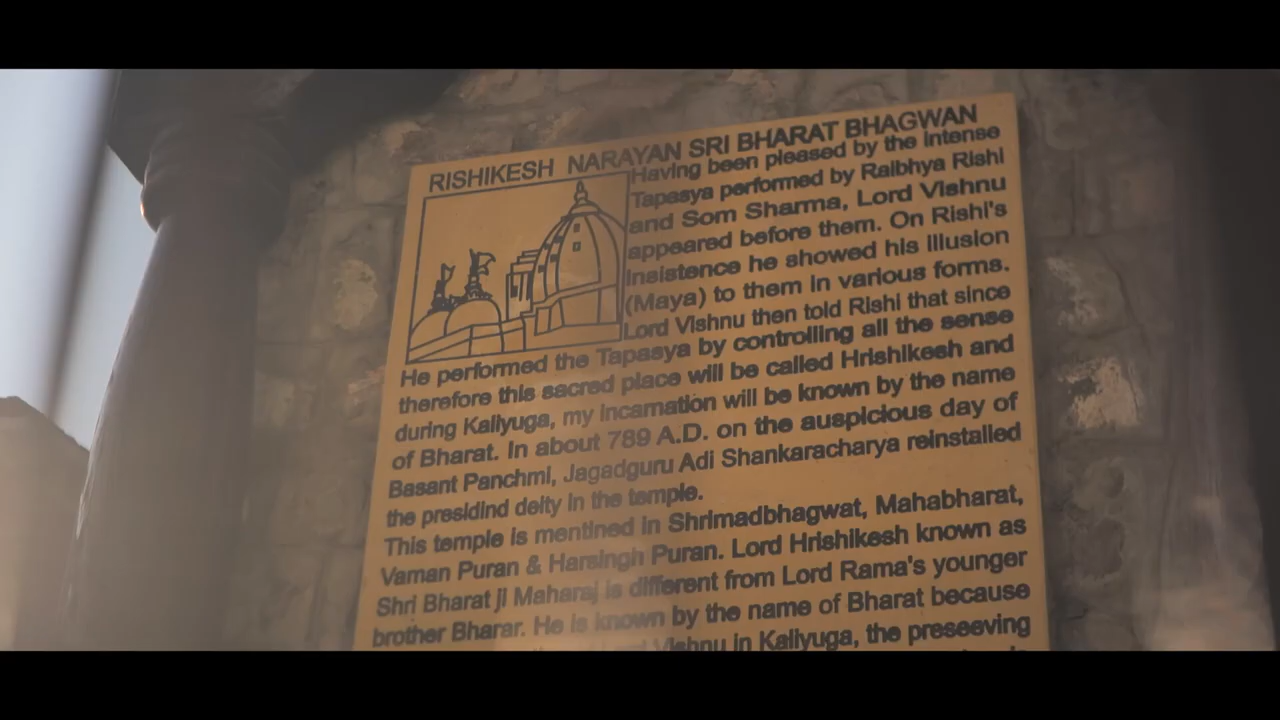 RISHIKESH NARAYAN SRI BHARAT BHAGWAN
Having been pleased by the intense
Tapasya performed by Raibhya Rishi
and Som Sharma, Lord Vishnu
appeared before them. On Rishi's
insistence he showed his illusion
(Maya) to them in various forms.
Lord Vishnu then told Rishi that since
He performed the Tapasya by controlling all the sense
therefore this sacred place will be called Hrishikesh and
during Kaliyuga, my incarnation will be known by the name
of Bharat. In about 789 A.D. on the auspicious day of
Basant Panchmi, Jagadguru Adi Shankaracharya reinstalled
the presidind deity in the temple.
This temple is mentined in Shrimadbhagwat, Mahabharat,
Vaman Puran & Harsingh Puran. Lord Hrishikesh known as
Shri Bharat ji Maharaj is different from Lord Rama's younger
brother Bharar. He is known by the name of Bharat because
Vishnu in Kaliyuga, the preseeving